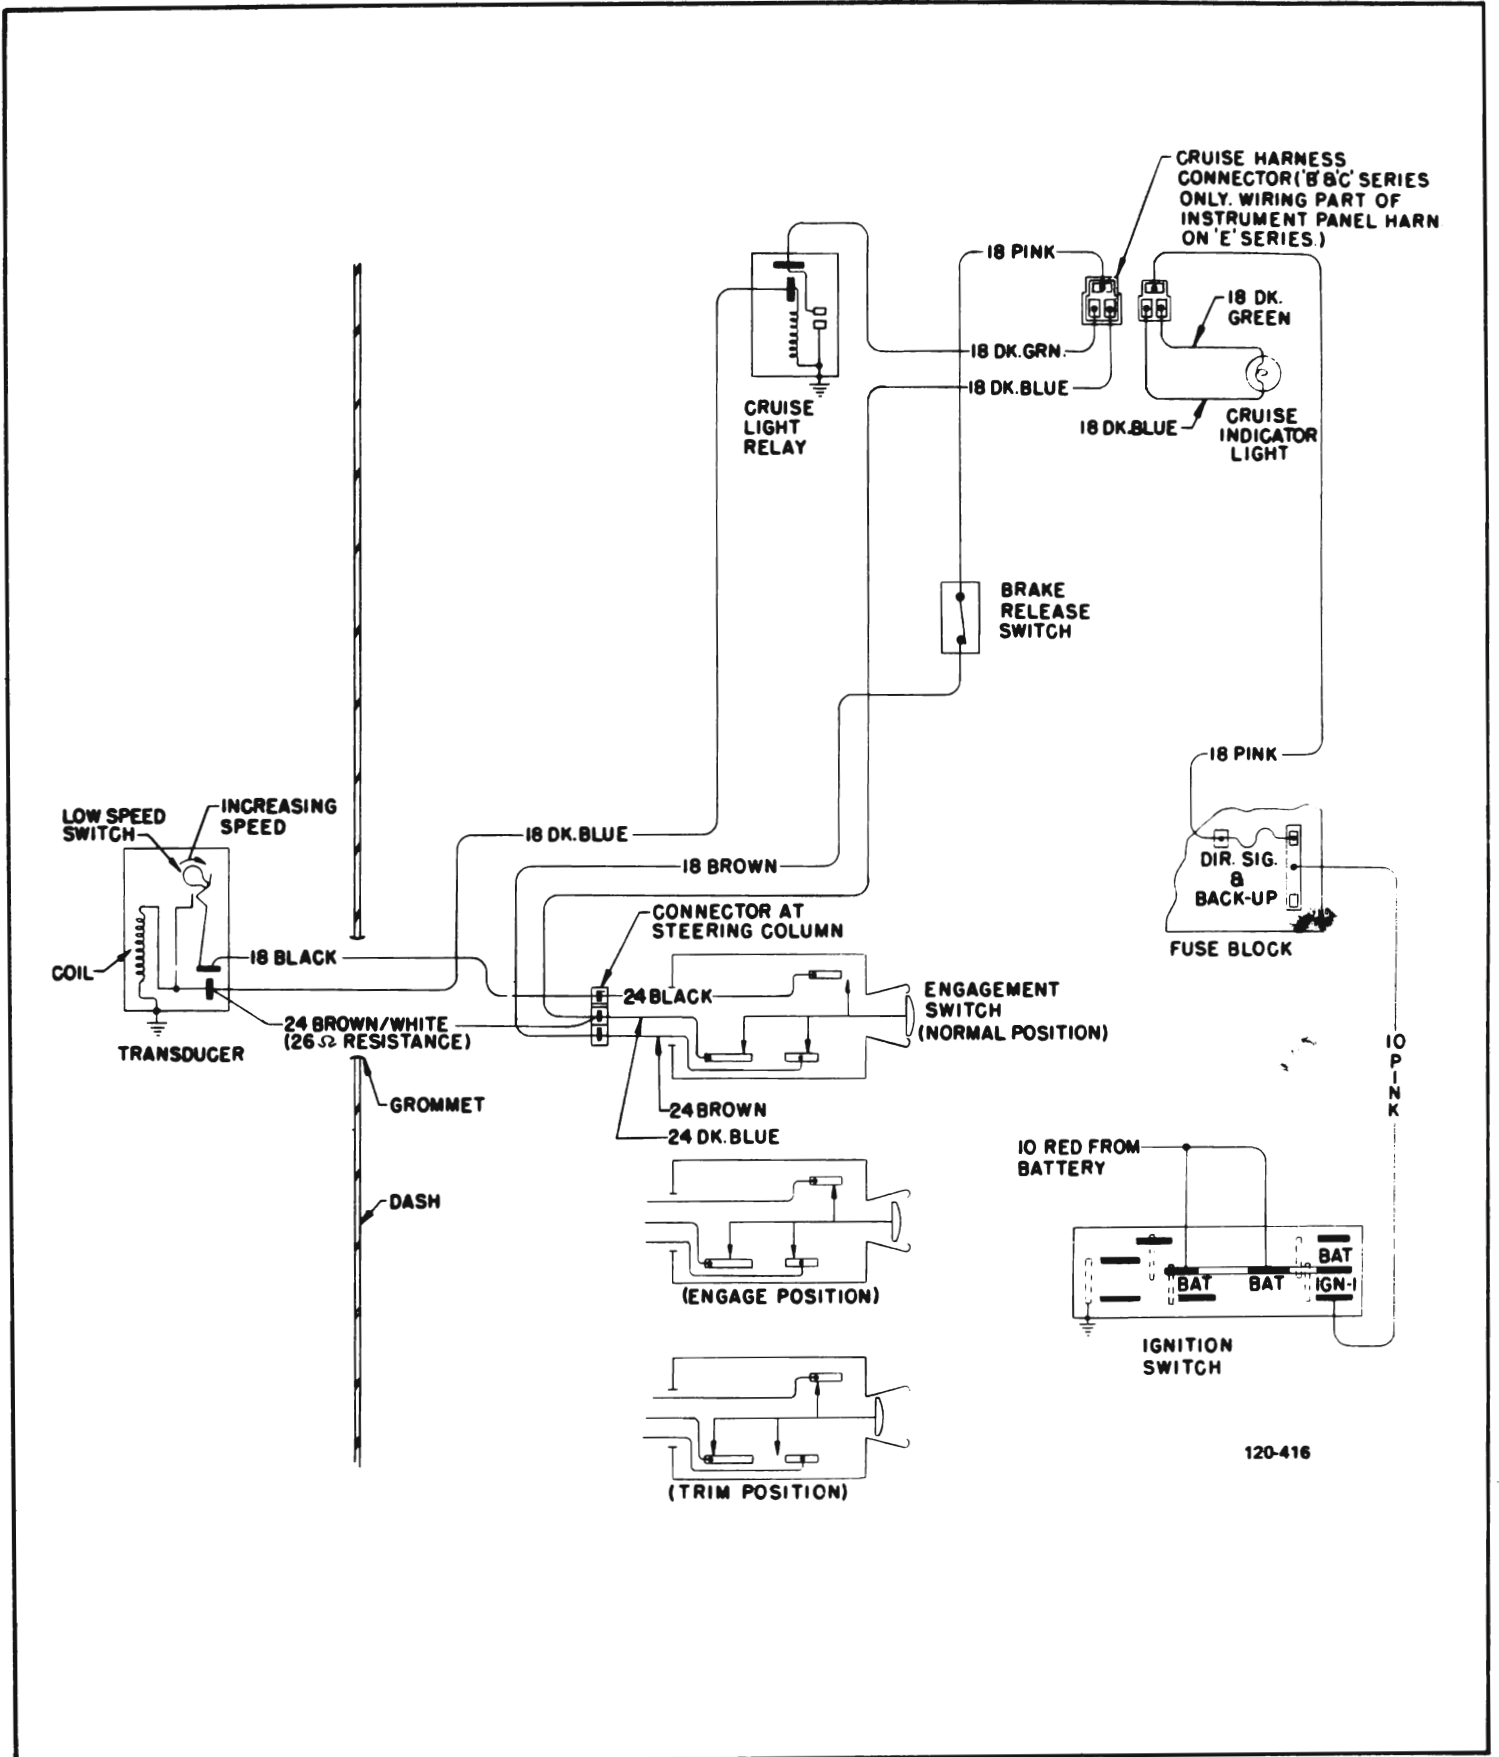 CRUISE HARNESS
CONNECTOR ('B' & 'C' SERIES
ONLY. WIRING PART OF
INSTRUMENT PANEL HARN
ON 'E' SERIES.)
18 PINK
18 DK.
GREEN
18 DK. GRN.
18 DK. BLUE
CRUISE
LIGHT
RELAY
18 DK. BLUE
CRUISE
INDICATOR
LIGHT
BRAKE
RELEASE
SWITCH
18 PINK
LOW SPEED
SWITCH
INCREASING
SPEED
18 DK. BLUE
18 BROWN
DIR. SIG.
&
BACK-UP
FUSE BLOCK
CONNECTOR AT
STEERING COLUMN
18 BLACK
COIL
24 BLACK
ENGAGEMENT
SWITCH
(NORMAL POSITION)
24 BROWN/WHITE
(26 Ω RESISTANCE)
TRANSDUCER
10
P
I
N
K
GROMMET
24 BROWN
24 DK. BLUE
10 RED FROM
BATTERY
DASH
BAT
BAT
BAT
IGN-1
(ENGAGE POSITION)
IGNITION
SWITCH
120-416
(TRIM POSITION)